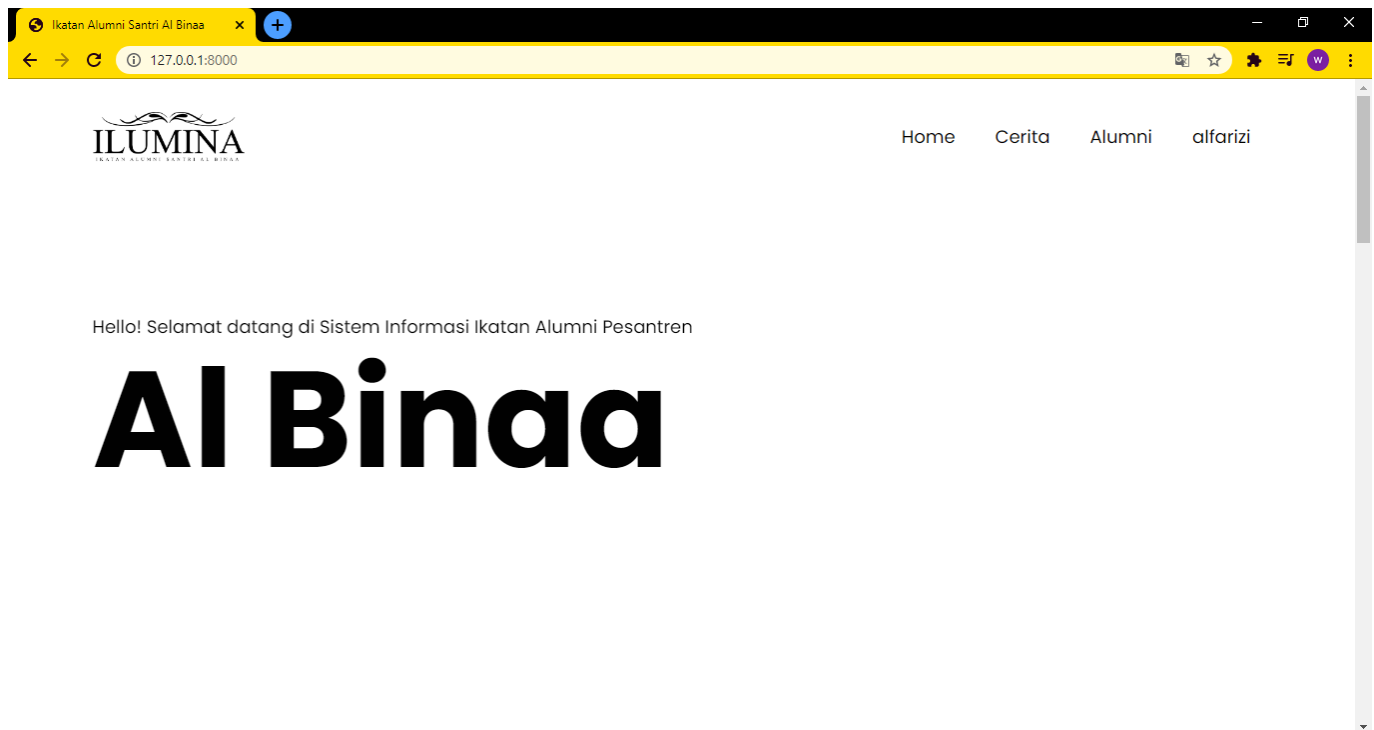 Ikatan Alumni Santri Al Binaa
127.0.0.1:8000
W
ILUMINA
IKATAN ALUMNI SANTRI AL BINAA
Home Cerita Alumni alfarizi
Hello! Selamat datang di Sistem Informasi Ikatan Alumni Pesantren
Al Binaa